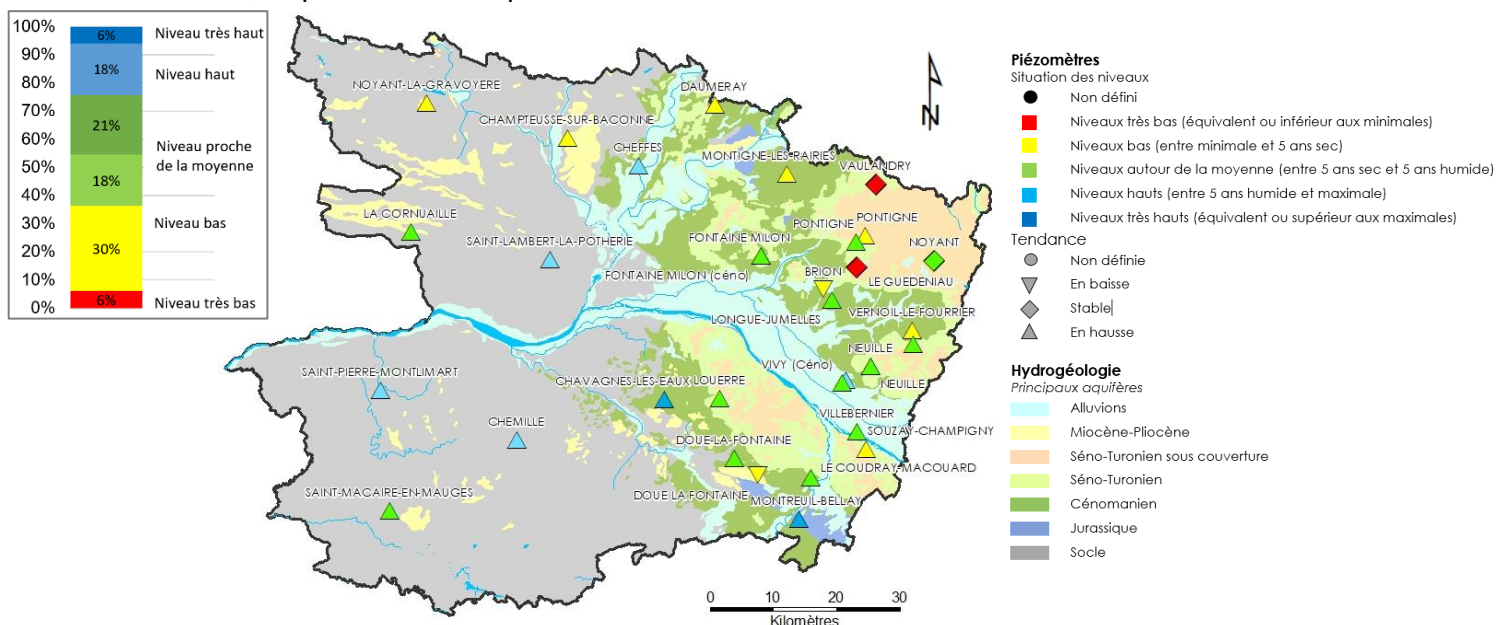 100%
90%
80%
70%
60%
50%
40%
30%
20%
10%
0%
6%
18%
21%
18%
30%
6%
Niveau très haut
Niveau haut
Niveau proche
de la moyenne
Niveau bas
Niveau très bas
NOYANT-LA-GRAVOYERE
DAUMERAY
CHAMPTEUSSE-SUR-BACONNE
CHEFFES
MONTIGNE-LES-RAIRIES
VAULANDRY
LA CORNUAILLE
PONTIGNE
PONTIGNE
SAINT-LAMBERT-LA-POTHERIE
FONTAINE MILON
NOYANT
FONTAINE MILON (céno)
BRION
LE GUEDENIAU
LONGUE-JUMELLES
VERNOIL-LE-FOURRIER
NEUILLE
SAINT-PIERRE-MONTLIMART
VIVY (Céno)
CHAVAGNES-LES-EAUX
LOUERRE
NEUILLE
CHEMILLE
VILLEBERNIER
SOUZAY-CHAMPIGNY
DOUE-LA-FONTAINE
LE COUDRAY-MACOUARD
SAINT-MACAIRE-EN-MAUGES
DOUE LA FONTAINE
MONTREUIL-BELLAY
N
0 10 20 30
Kilomètres
Piézomètres
Situation des niveaux
Non défini
Niveaux très bas (équivalent ou inférieur aux minimales)
Niveaux bas (entre minimale et 5 ans sec)
Niveaux autour de la moyenne (entre 5 ans sec et 5 ans humide)
Niveaux hauts (entre 5 ans humide et maximale)
Niveaux très hauts (équivalent ou supérieur aux maximales)
Tendance
Non définie
En baisse
Stable
En hausse
Hydrogéologie
Principaux aquifères
Alluvions
Miocène-Pliocène
Séno-Turonien sous couverture
Séno-Turonien
Cénomanien
Jurassique
Socle